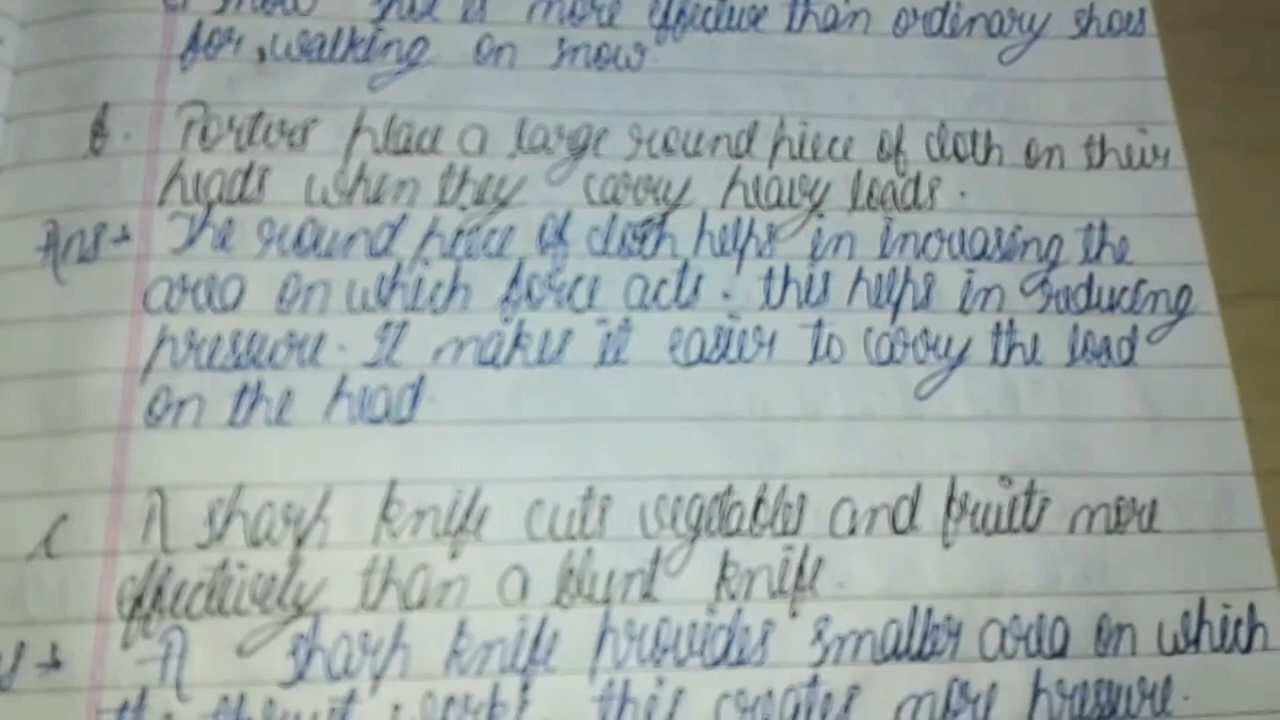 snow this is more effective than ordinary shoes
for, walking on snow
b. Porters place a large round piece of cloth on their
heads when they carry heavy loads.
Ans→ The round piece of cloth helps in increasing the
area on which force acts. this helps in reducing
pressure. It makes it easier to carry the load
on the head
c A sharp knife cuts vegetables and fruits more
effectively than a blunt knife.
A sharp knife provides smaller area on which
the thrust works. this creates more pressure.